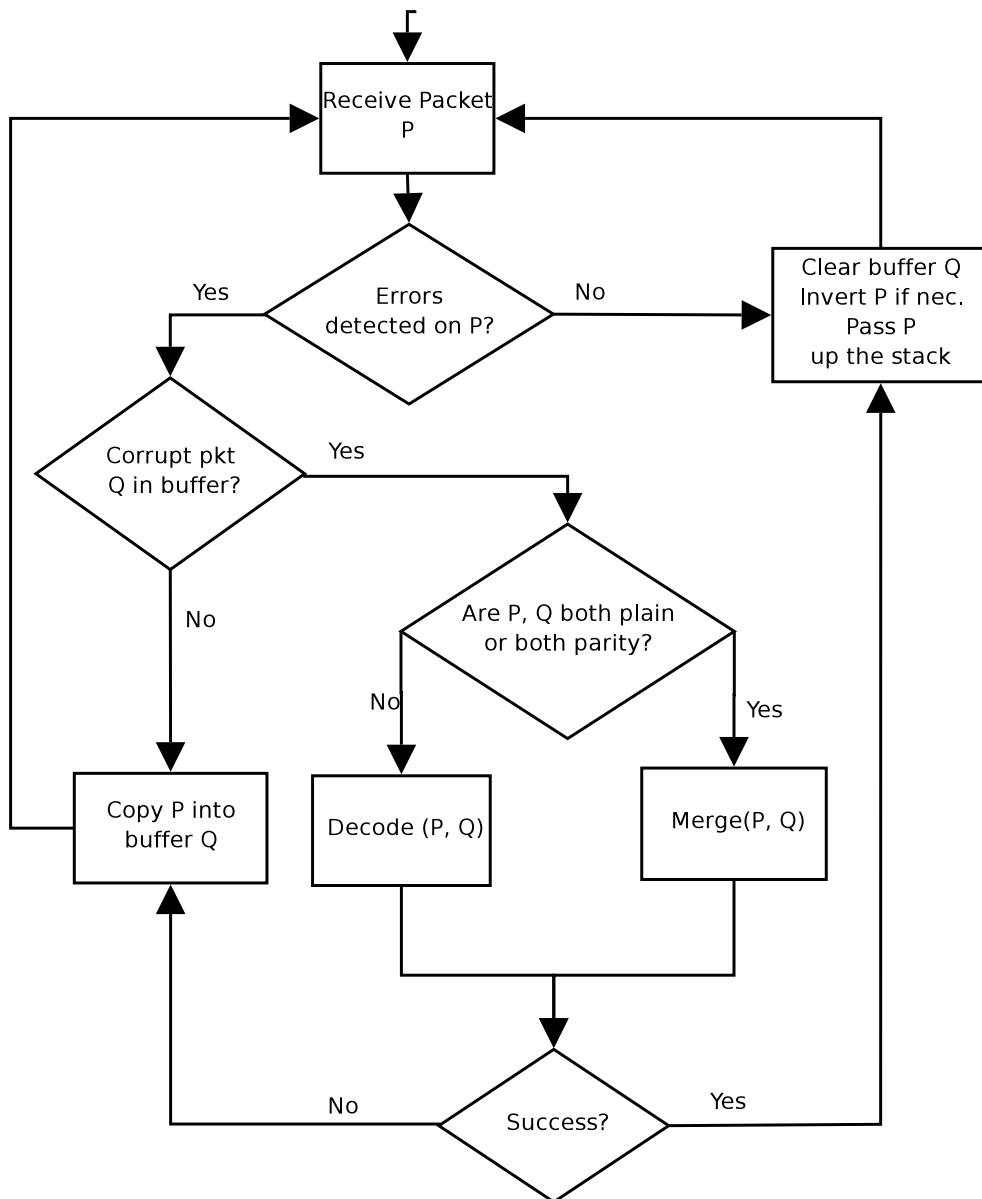 Receive Packet
P
Errors
detected on P?
Yes
No
Clear buffer Q
Invert P if nec.
Pass P
up the stack
Corrupt pkt
Q in buffer?
Yes
No
Are P, Q both plain
or both parity?
No
Yes
Copy P into
buffer Q
Decode (P, Q)
Merge(P, Q)
Success?
No
Yes